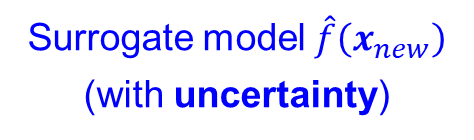 Surrogate model f̂(x_new)
(with uncertainty)